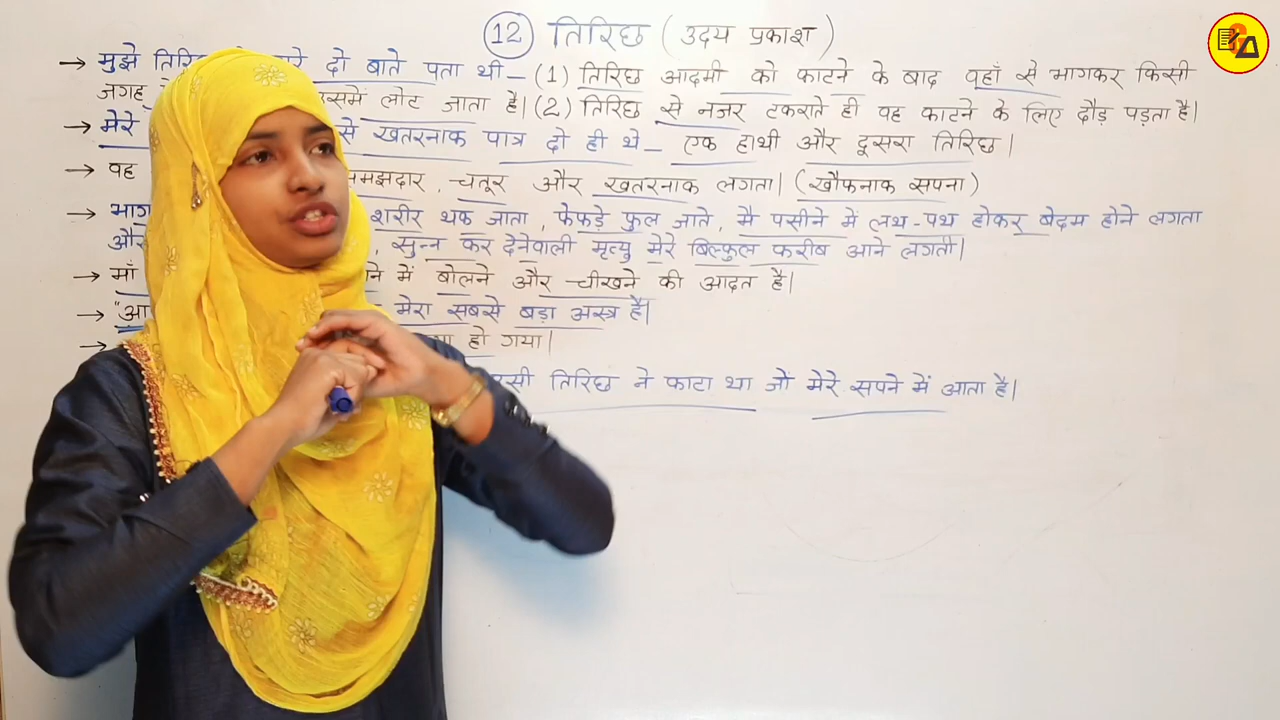 12 तिरिछ (उदय प्रकाश)
→ मुझे दो बाते पता थी – (1) तिरिछ आदमी को काटने के बाद वहाँ से भागकर किसी
जगह लोट जाता है। (2) तिरिछ से नजर टकराते ही वह काटने के लिए दौड़ पड़ता है।
→ मेरे से खतरनाक पात्र दो ही थे – एक हाथी और दूसरा तिरिछ।
→ वह समझदार, चतूर और खतरनाक लगता। (खौफनाक सपना)
→ शरीर थक जाता, फेफड़े फुल जाते, मै पसीने में लथ-पथ होकर बेदम होने लगता
और सुन्न कर देनेवाली मृत्यु मेरे बिल्कुल करीब आने लगती।
→ माँ में बोलने और चीखने की आदत है।
→ मेरा सबसे बड़ा अस्त्र है।
→ हो गया।
तिरिछ ने काटा था जों मेरे सपने में आता है।